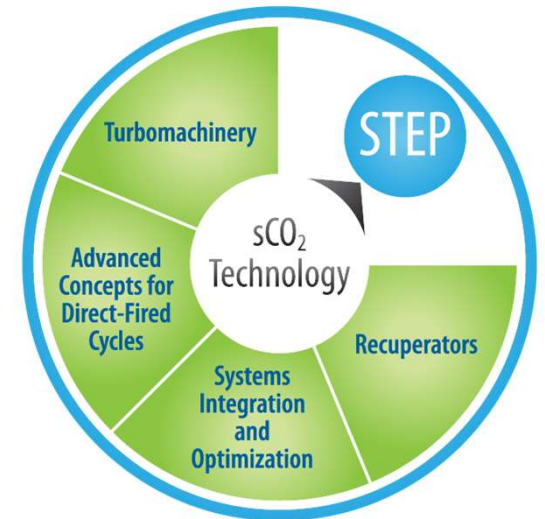 Turbomachinery
STEP
sCO₂
Technology
Advanced
Concepts for
Direct-Fired
Cycles
Recuperators
Systems
Integration
and
Optimization